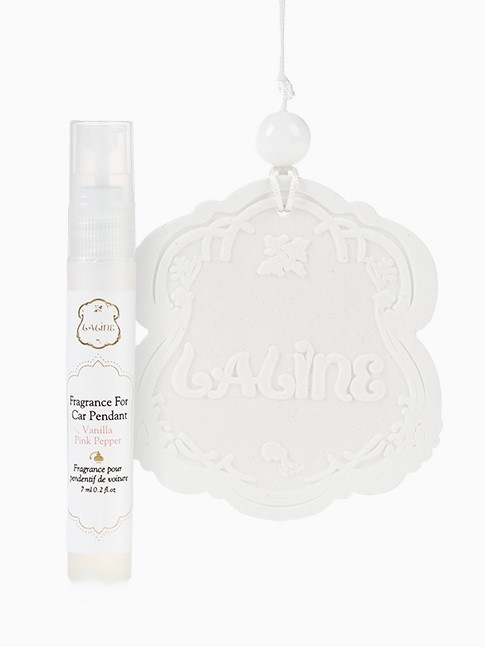 LALINE
Fragrance For
Car Pendant
Vanilla
Pink Pepper
Fragrance pour
pendentif de voiture
7 ml 0.2 fl.oz
LALINE